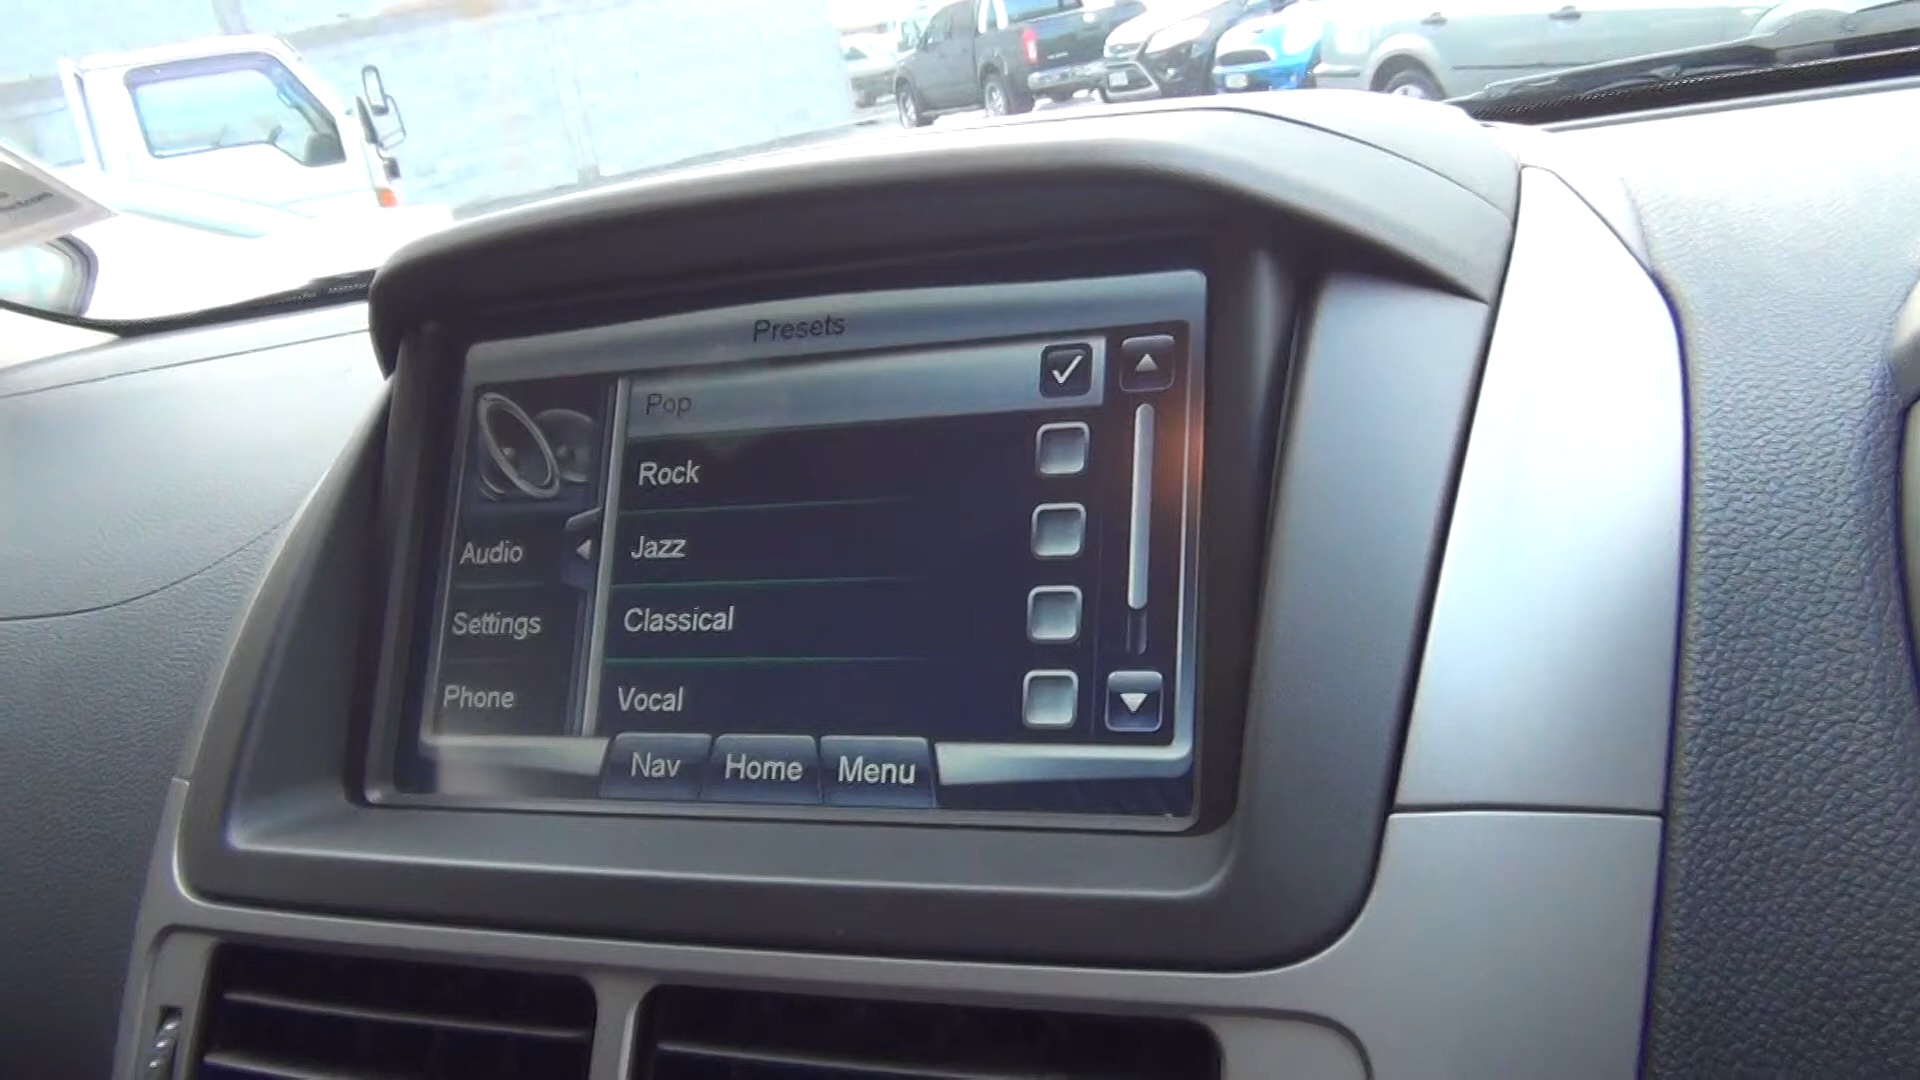 Presets
Pop
Rock
Audio
Jazz
Settings
Classical
Phone
Vocal
Nav
Home
Menu